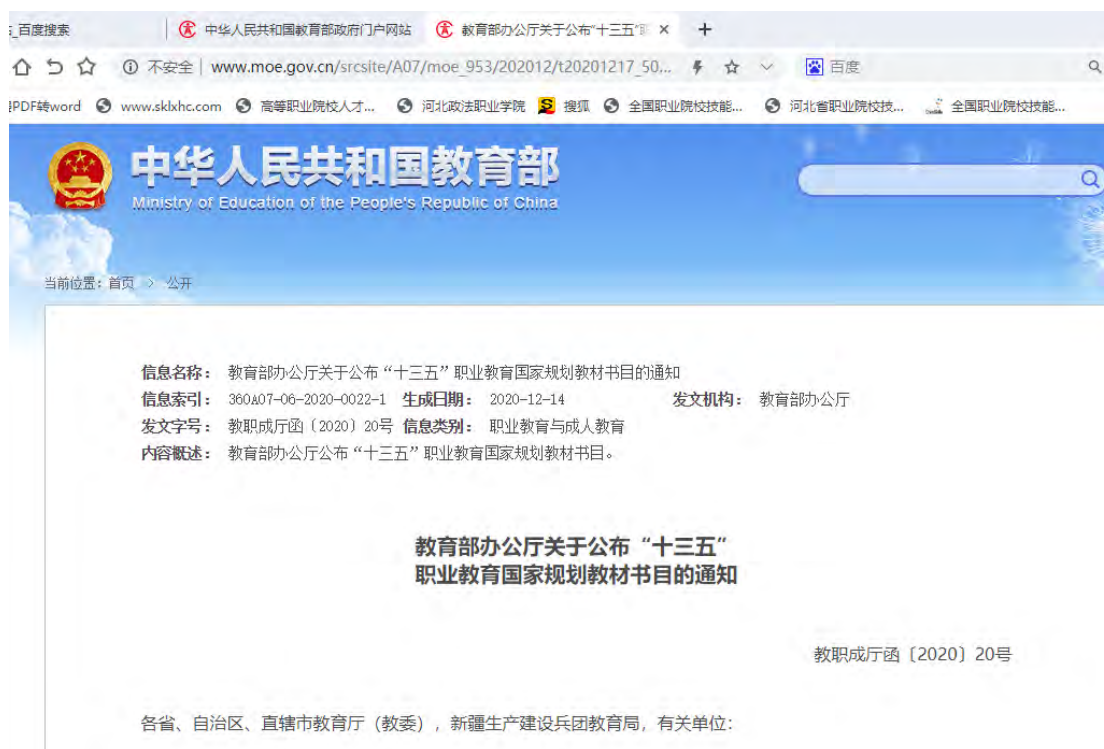 百度搜索
中华人民共和国教育部政府门户网站
教育部办公厅关于公布“十三五”
不安全 | www.moe.gov.cn/srcsite/A07/moe_953/202012/t20201217_50...
百度
PDF转word
www.sklxhc.com
高等职业院校人才...
河北政法职业学院
搜狐
全国职业院校技能...
河北省职业院校技...
全国职业院校技能...
中华人民共和国教育部
Ministry of Education of the People's Republic of China
当前位置：首页 > 公开
信息名称： 教育部办公厅关于公布“十三五”职业教育国家规划教材书目的通知
信息索引： 360A07-06-2020-0022-1 生成日期： 2020-12-14 发文机构： 教育部办公厅
发文字号： 教职成厅函〔2020〕20号 信息类别： 职业教育与成人教育
内容概述： 教育部办公厅公布“十三五”职业教育国家规划教材书目。
教育部办公厅关于公布“十三五”
职业教育国家规划教材书目的通知
教职成厅函〔2020〕20号
各省、自治区、直辖市教育厅（教委），新疆生产建设兵团教育局，有关单位：